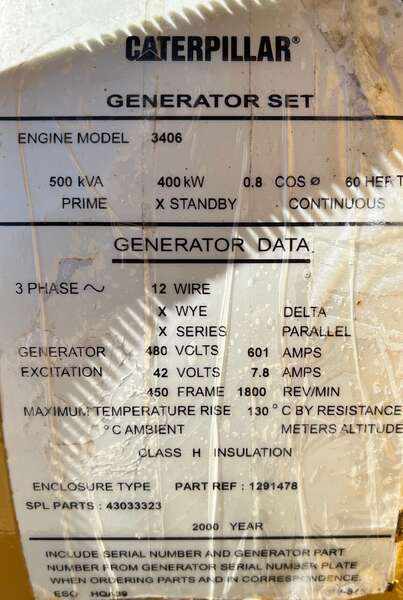 CATERPILLAR®
GENERATOR SET
ENGINE MODEL 3406
500 kVA 400 kW 0.8 COS ø 60 HERT
PRIME X STANDBY CONTINUOUS
GENERATOR DATA
3 PHASE ~ 12 WIRE
X WYE DELTA
X SERIES PARALLEL
GENERATOR 480 VOLTS 601 AMPS
EXCITATION 42 VOLTS 7.8 AMPS
450 FRAME 1800 REV/MIN
MAXIMUM TEMPERATURE RISE 130 °C BY RESISTANCE
°C AMBIENT METERS ALTITUDE
CLASS H INSULATION
ENCLOSURE TYPE PART REF : 1291478
SPL PARTS : 43033323
2000 YEAR
INCLUDE SERIAL NUMBER AND GENERATOR PART
NUMBER FROM GENERATOR SERIAL NUMBER PLATE
WHEN ORDERING PARTS AND IN CORRESPONDENCE.
HQA39